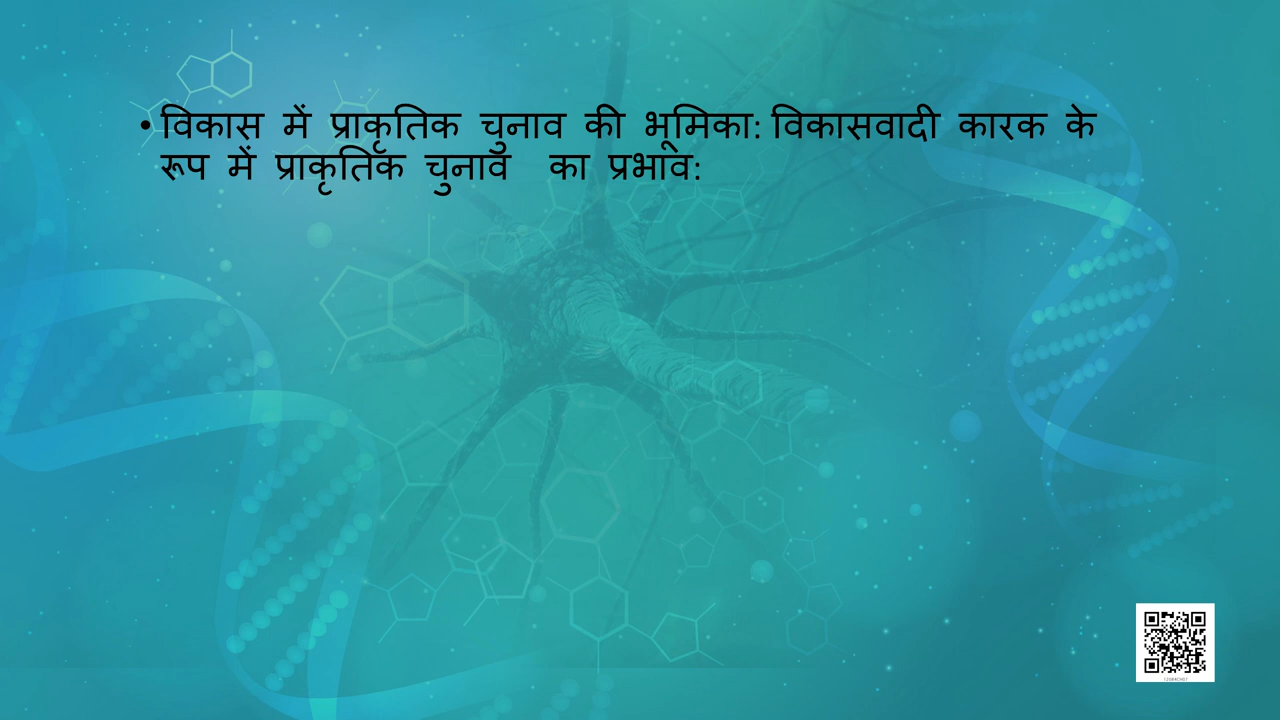 • विकास में प्राकृतिक चुनाव की भूमिका: विकासवादी कारक के
रूप में प्राकृतिक चुनाव का प्रभाव: